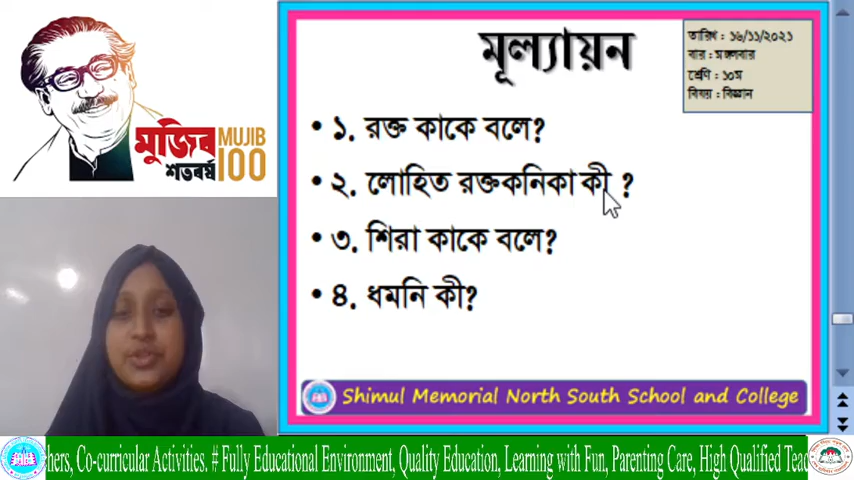 মুজিব
শতবর্ষ
MUJIB
100
মূল্যায়ন
তারিখ : ১৬/১১/২০২১
বার : মঙ্গলবার
শ্রেণি : ১০ম
বিষয় : বিজ্ঞান
• ১. রক্ত কাকে বলে?
• ২. লোহিত রক্তকনিকা কী ?
• ৩. শিরা কাকে বলে?
• ৪. ধমনি কী?
Shimul Memorial North South School and College
hers, Co-curricular Activities. # Fully Educational Environment, Quality Education, Learning with Fun, Parenting Care, High Qualified Teac